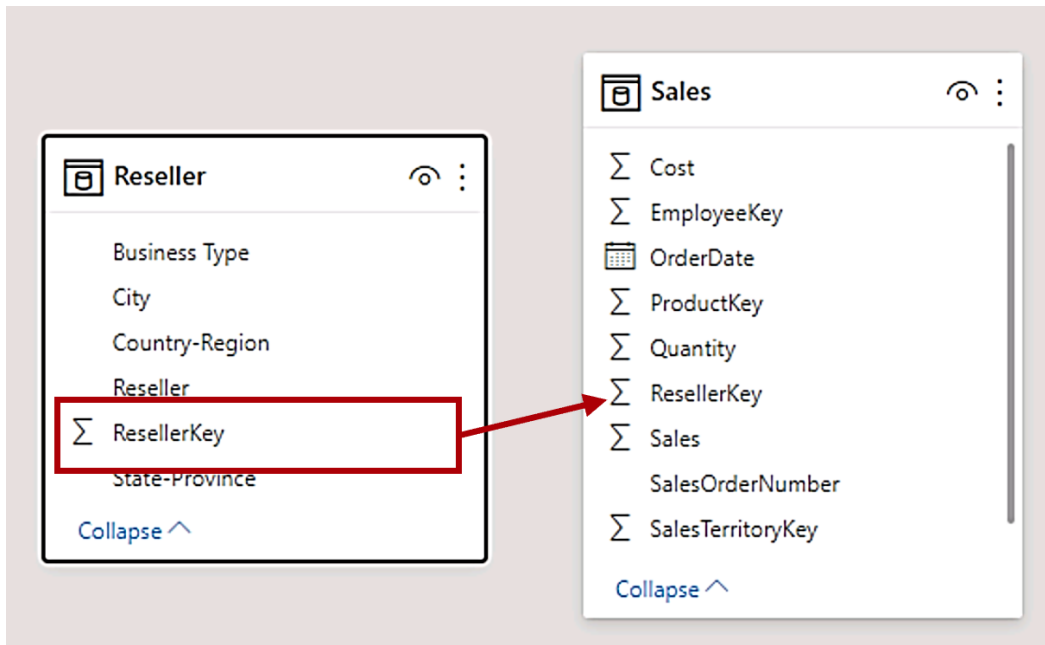 Reseller
Business Type
City
Country-Region
Reseller
ResellerKey
State-Province
Collapse
Sales
Cost
EmployeeKey
OrderDate
ProductKey
Quantity
ResellerKey
Sales
SalesOrderNumber
SalesTerritoryKey
Collapse